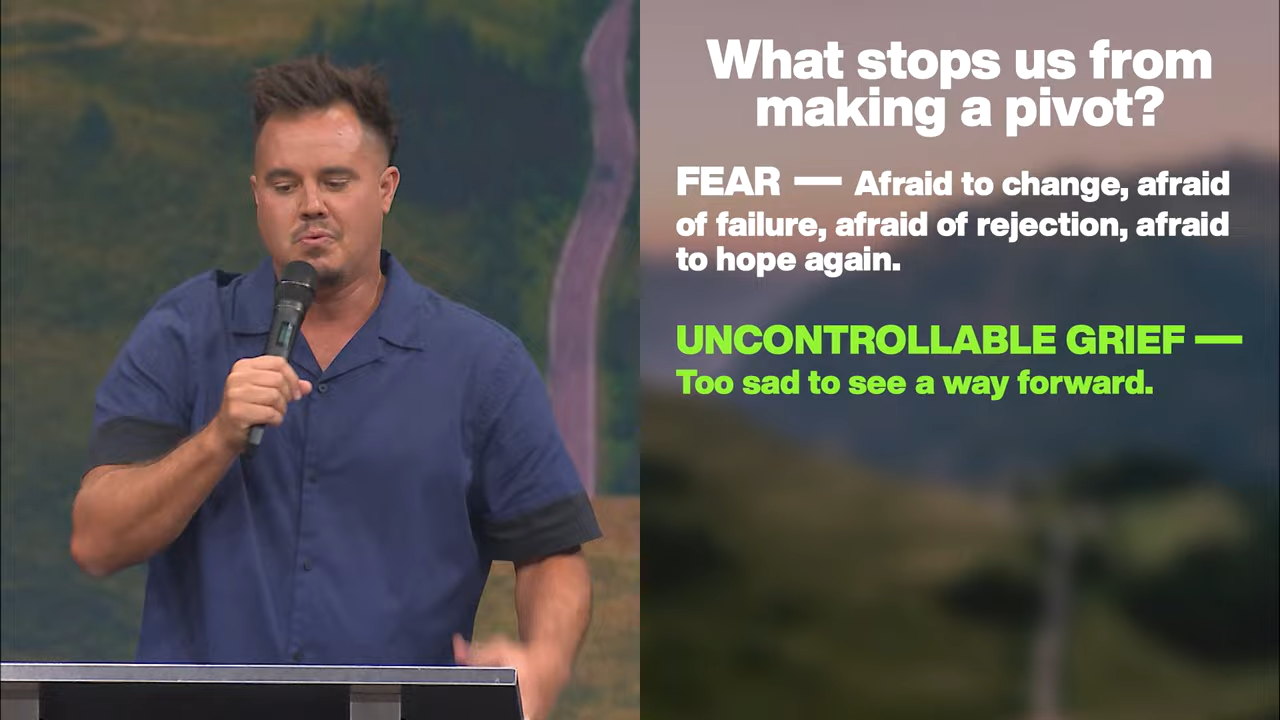 What stops us from
making a pivot?
FEAR — Afraid to change, afraid
of failure, afraid of rejection, afraid
to hope again.
UNCONTROLLABLE GRIEF —
Too sad to see a way forward.